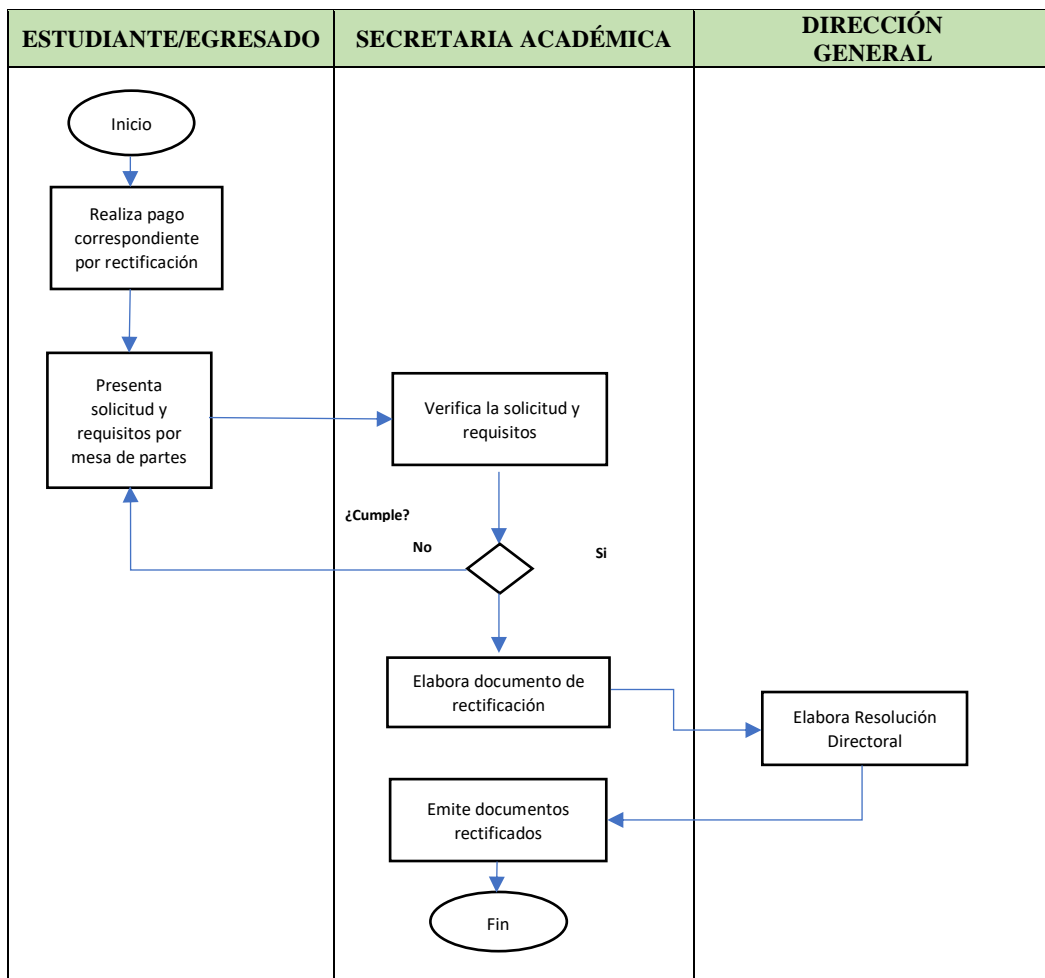 ESTUDIANTE/EGRESADO
SECRETARIA ACADÉMICA
DIRECCIÓN
GENERAL
Inicio
Realiza pago
correspondiente
por rectificación
Presenta
solicitud y
requisitos por
mesa de partes
Verifica la solicitud y
requisitos
¿Cumple?
No
Si
Elabora documento de
rectificación
Elabora Resolución
Directoral
Emite documentos
rectificados
Fin